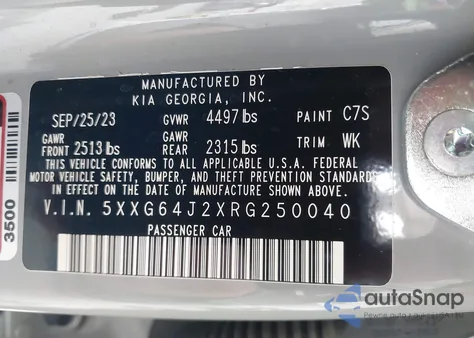 MANUFACTURED BY
KIA GEORGIA, INC.
SEP/25/23 GVWR 4497 lbs PAINT C7S
GAWR FRONT 2513 lbs GAWR REAR 2315 lbs TRIM WK
THIS VEHICLE CONFORMS TO ALL APPLICABLE U.S.A. FEDERAL
MOTOR VEHICLE SAFETY, BUMPER, AND THEFT PREVENTION STANDARDS
IN EFFECT ON THE DATE OF MANUFACTURE SHOWN ABOVE.
V.I.N. 5XXG64J2XRG250040
PASSENGER CAR
3500
autoSnap